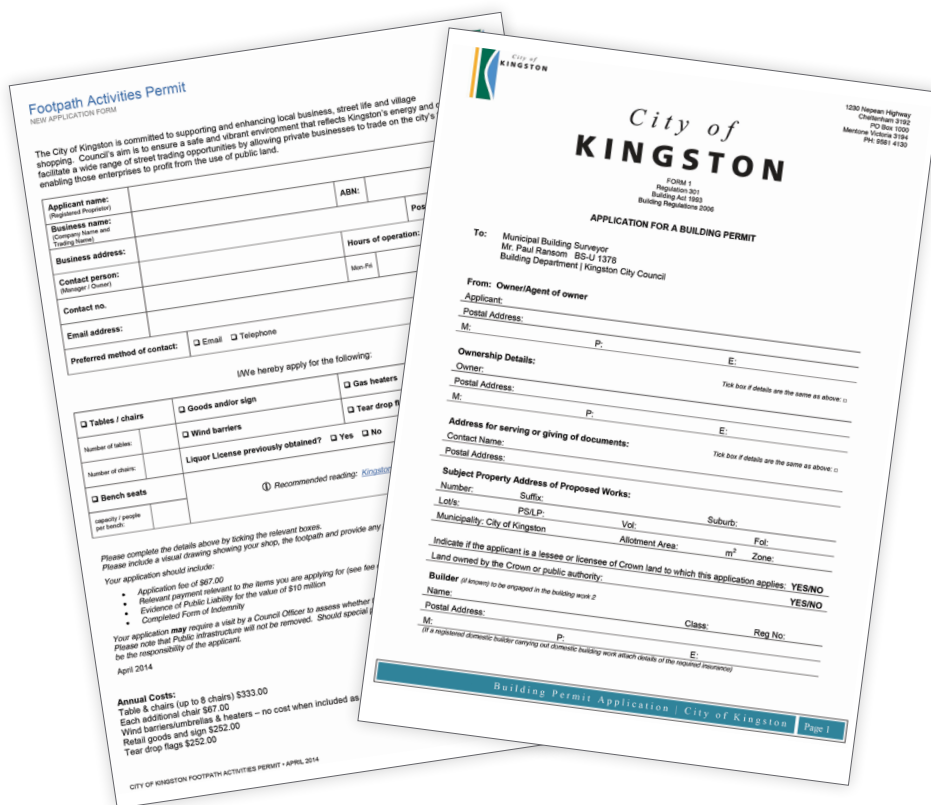 Footpath Activities Permit
NEW APPLICATION FORM
The City of Kingston is committed to supporting and enhancing local business, street life and village
shopping. Council's aim is to ensure a safe and vibrant environment that reflects Kingston's energy and
facilitate a wide range of street trading opportunities by allowing private businesses to trade on the city's
enabling those enterprises to profit from the use of public land.
Applicant name:
(Registered Proprietor)
ABN:
Business name:
(Company Name and
Trading Name)
Pos
Business address:
Contact person:
(Manager / Owner)
Hours of operation:
Contact no.
Mon-Fri
Email address:
Preferred method of contact: ❑ Email ❑ Telephone
I/We hereby apply for the following:
❑ Tables / chairs ❑ Goods and/or sign ❑ Gas heaters
Number of tables: ❑ Wind barriers ❑ Tear drop fl
Number of chairs: Liquor License previously obtained? ❑ Yes ❑ No
❑ Bench seats
Recommended reading: Kingston
capacity / people
per bench:
Please complete the details above by ticking the relevant boxes.
Please include a visual drawing showing your shop, the footpath and provide any
Your application should include:
• Application fee of $67.00
• Relevant payment relevant to the items you are applying for (see fee
• Evidence of Public Liability for the value of $10 million
• Completed Form of Indemnity
Your application may require a visit by a Council Officer to assess whether
Please note that Public infrastructure will not be removed. Should special
be the responsibility of the applicant.
April 2014
Annual Costs:
Table & chairs (up to 8 chairs) $333.00
Each additional chair $67.00
Wind barriers/umbrellas & heaters – no cost when included as
Retail goods and sign $252.00
Tear drop flags $252.00
CITY OF KINGSTON FOOTPATH ACTIVITIES PERMIT • APRIL 2014
City of
KINGSTON
1230 Nepean Highway
Cheltenham 3192
PO Box 1000
Mentone Victoria 3194
PH: 9581 4130
City of
KINGSTON
FORM 1
Regulation 301
Building Act 1993
Building Regulations 2006
APPLICATION FOR A BUILDING PERMIT
To: Municipal Building Surveyor
Mr. Paul Ransom BS-U 1376
Building Department | Kingston City Council
From: Owner/Agent of owner
Applicant:
Postal Address:
M: P: E:
Ownership Details: Tick box if details are the same as above: □
Owner:
Postal Address:
M: P: E:
Address for serving or giving of documents: Tick box if details are the same as above: □
Contact Name:
Postal Address:
Subject Property Address of Proposed Works:
Number: Suffix: Suburb:
Lot/s: PS/LP: Vol: Fol:
Municipality: City of Kingston Allotment Area: m² Zone:
Indicate if the applicant is a lessee or licensee of Crown land to which this application applies: YES/NO
Land owned by the Crown or public authority: YES/NO
Builder (if known) to be engaged in the building work 2
Name: Class: Reg No:
Postal Address:
M: P: E:
(If a registered domestic builder carrying out domestic building work attach details of the required insurance)
Building Permit Application | City of Kingston Page 1